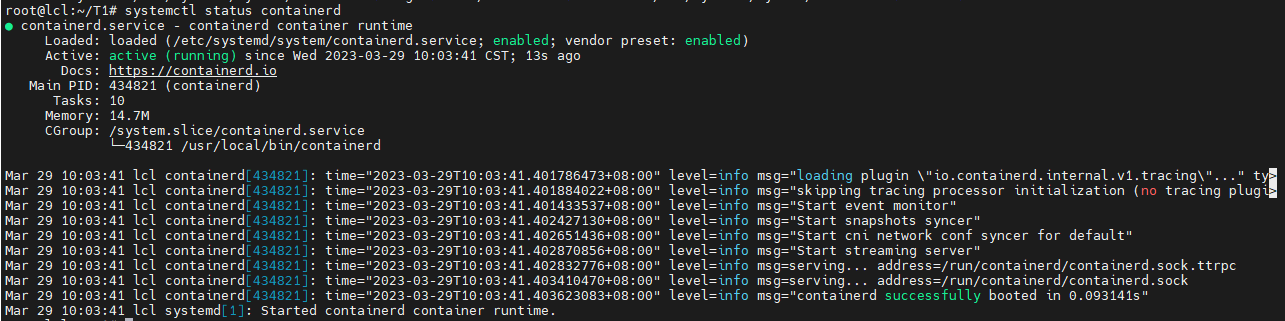 root@lcl:~/T1# systemctl status containerd
● containerd.service - containerd container runtime
Loaded: loaded (/etc/systemd/system/containerd.service; enabled; vendor preset: enabled)
Active: active (running) since Wed 2023-03-29 10:03:41 CST; 13s ago
Docs: https://containerd.io
Main PID: 434821 (containerd)
Tasks: 10
Memory: 14.7M
CGroup: /system.slice/containerd.service
└─434821 /usr/local/bin/containerd
Mar 29 10:03:41 lcl containerd[434821]: time="2023-03-29T10:03:41.401786473+08:00" level=info msg="loading plugin \"io.containerd.internal.v1.tracing\"..." ty>
Mar 29 10:03:41 lcl containerd[434821]: time="2023-03-29T10:03:41.401884022+08:00" level=info msg="skipping tracing processor initialization (no tracing plugin>
Mar 29 10:03:41 lcl containerd[434821]: time="2023-03-29T10:03:41.401433537+08:00" level=info msg="Start event monitor"
Mar 29 10:03:41 lcl containerd[434821]: time="2023-03-29T10:03:41.402427130+08:00" level=info msg="Start snapshots syncer"
Mar 29 10:03:41 lcl containerd[434821]: time="2023-03-29T10:03:41.402651436+08:00" level=info msg="Start cni network conf syncer for default"
Mar 29 10:03:41 lcl containerd[434821]: time="2023-03-29T10:03:41.402870856+08:00" level=info msg="Start streaming server"
Mar 29 10:03:41 lcl containerd[434821]: time="2023-03-29T10:03:41.402832776+08:00" level=info msg=serving... address=/run/containerd/containerd.sock.ttrpc
Mar 29 10:03:41 lcl containerd[434821]: time="2023-03-29T10:03:41.403410470+08:00" level=info msg=serving... address=/run/containerd/containerd.sock
Mar 29 10:03:41 lcl containerd[434821]: time="2023-03-29T10:03:41.403623083+08:00" level=info msg="containerd successfully booted in 0.093141s"
Mar 29 10:03:41 lcl systemd[1]: Started containerd container runtime.